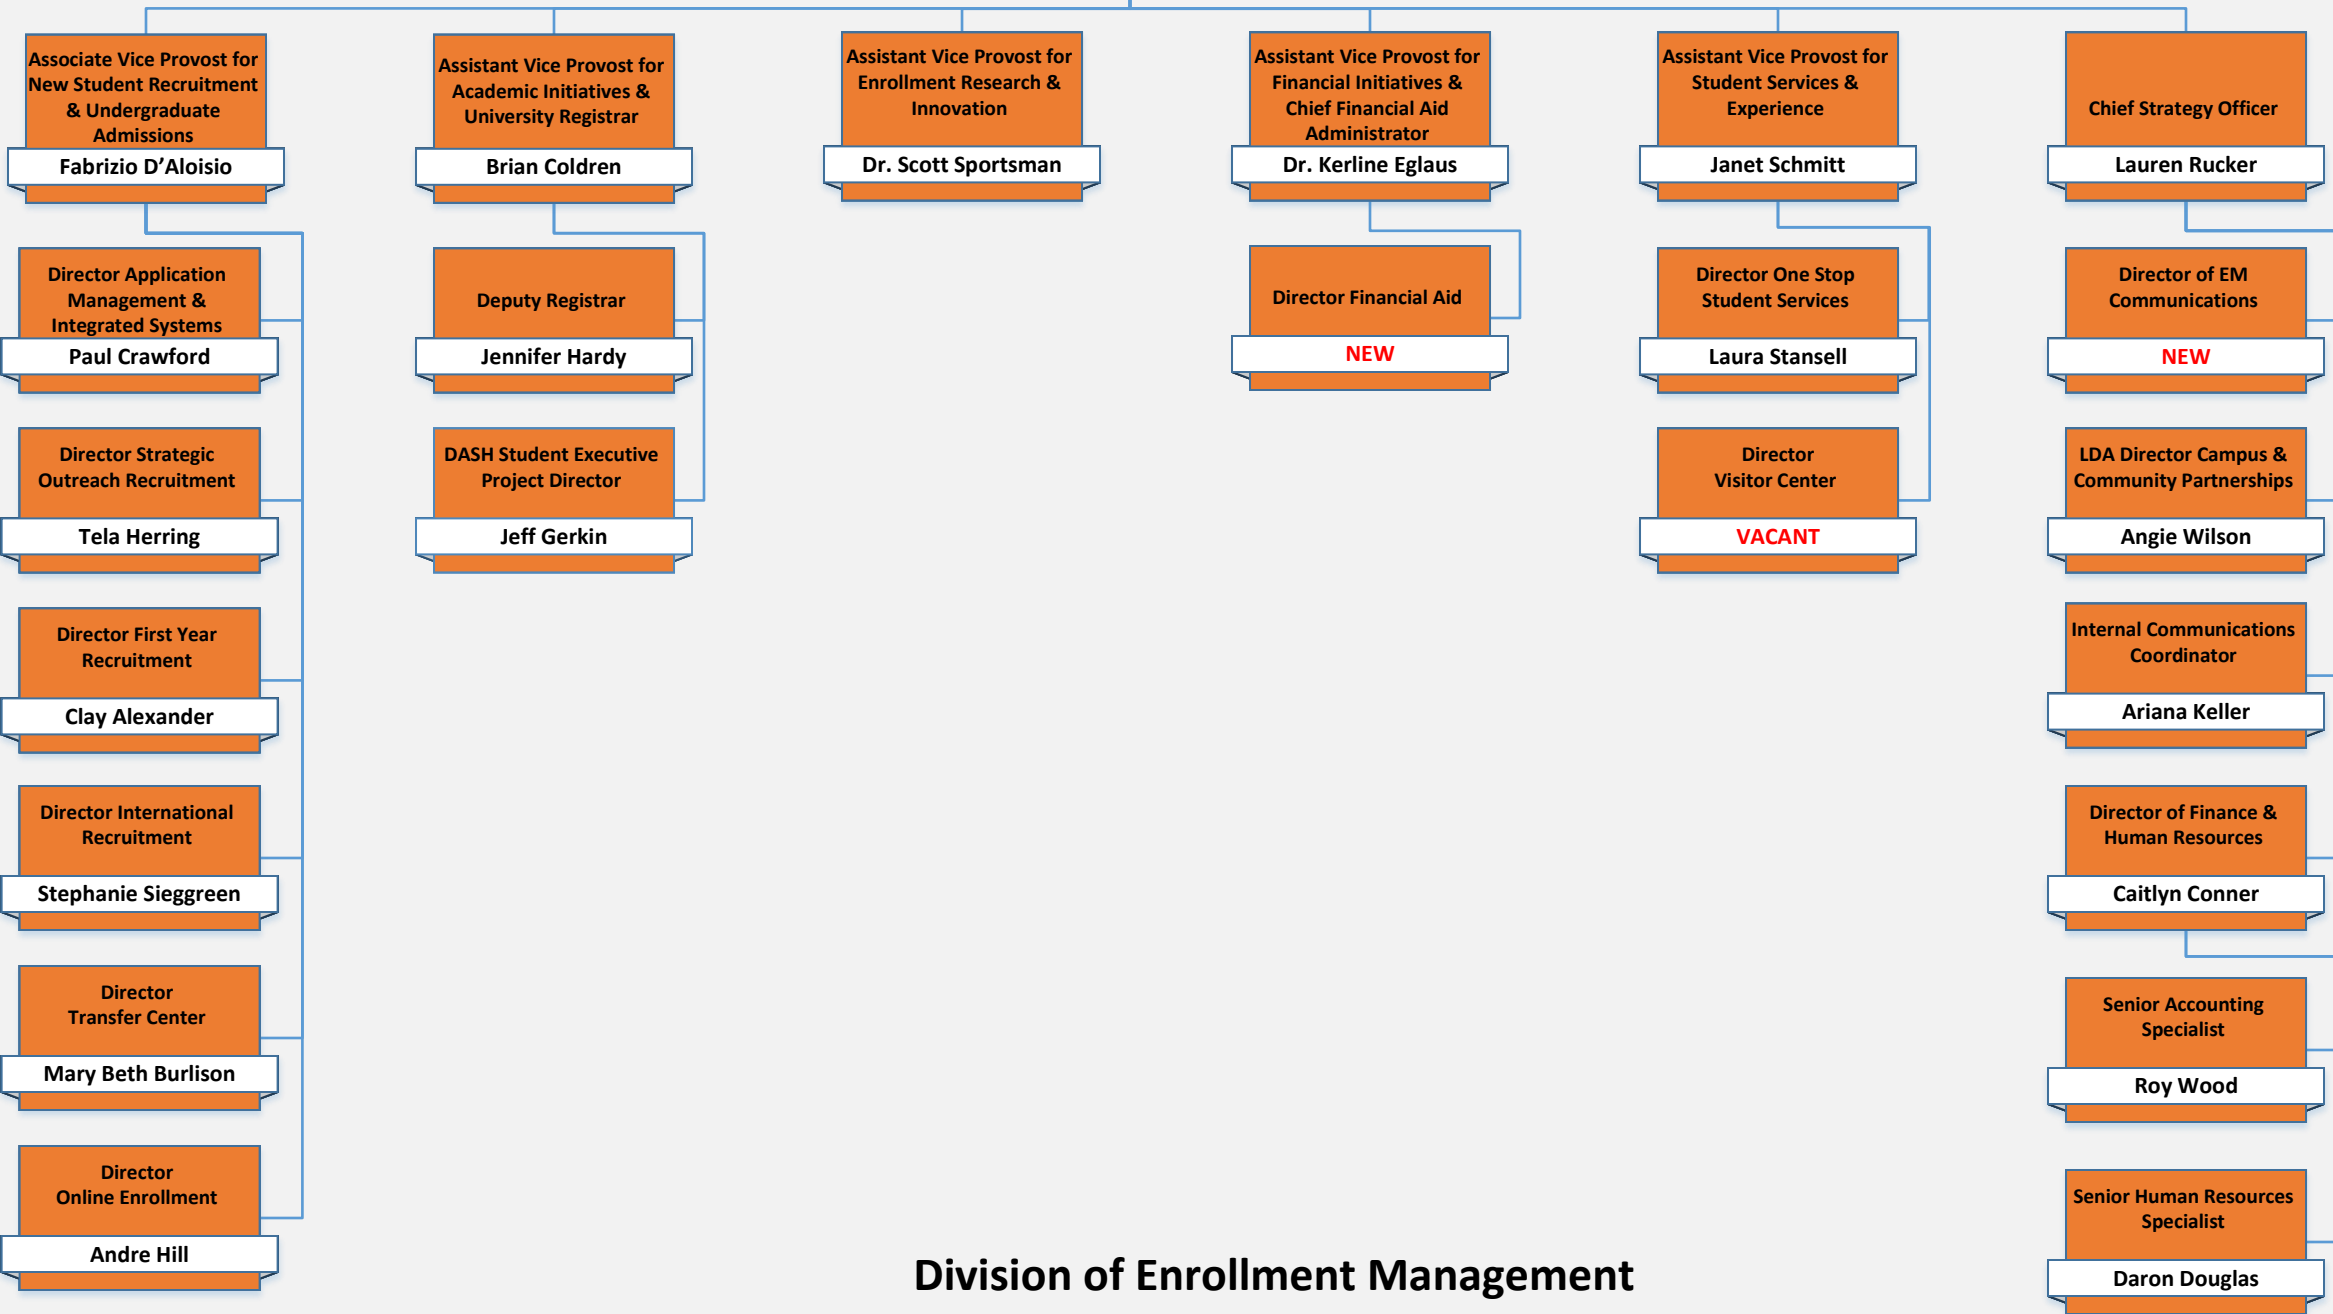 Associate Vice Provost for
New Student Recruitment
& Undergraduate
Admissions
Fabrizio D’Aloisio
Assistant Vice Provost for
Academic Initiatives &
University Registrar
Brian Coldren
Assistant Vice Provost for
Enrollment Research &
Innovation
Dr. Scott Sportsman
Assistant Vice Provost for
Financial Initiatives &
Chief Financial Aid
Administrator
Dr. Kerline Eglaus
Assistant Vice Provost for
Student Services &
Experience
Janet Schmitt
Chief Strategy Officer
Lauren Rucker
Director Application
Management &
Integrated Systems
Paul Crawford
Deputy Registrar
Jennifer Hardy
Director Financial Aid
NEW
Director One Stop
Student Services
Laura Stansell
Director of EM
Communications
NEW
Director Strategic
Outreach Recruitment
Tela Herring
DASH Student Executive
Project Director
Jeff Gerkin
Director
Visitor Center
VACANT
LDA Director Campus &
Community Partnerships
Angie Wilson
Director First Year
Recruitment
Clay Alexander
Internal Communications
Coordinator
Ariana Keller
Director International
Recruitment
Stephanie Sieggreen
Director of Finance &
Human Resources
Caitlyn Conner
Director
Transfer Center
Mary Beth Burlison
Senior Accounting
Specialist
Roy Wood
Director
Online Enrollment
Andre Hill
Senior Human Resources
Specialist
Daron Douglas
Division of Enrollment Management